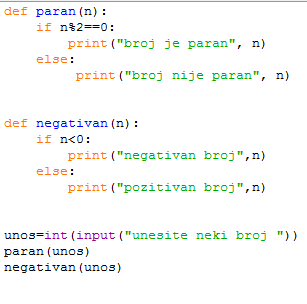 def paran(n):
    if n%2==0:
        print("broj je paran", n)
    else:
         print("broj nije paran", n)
def negativan(n):
    if n<0:
        print("negativan broj",n)
    else:
        print("pozitivan broj",n)
unos=int(input("unesite neki broj "))
paran(unos)
negativan(unos)